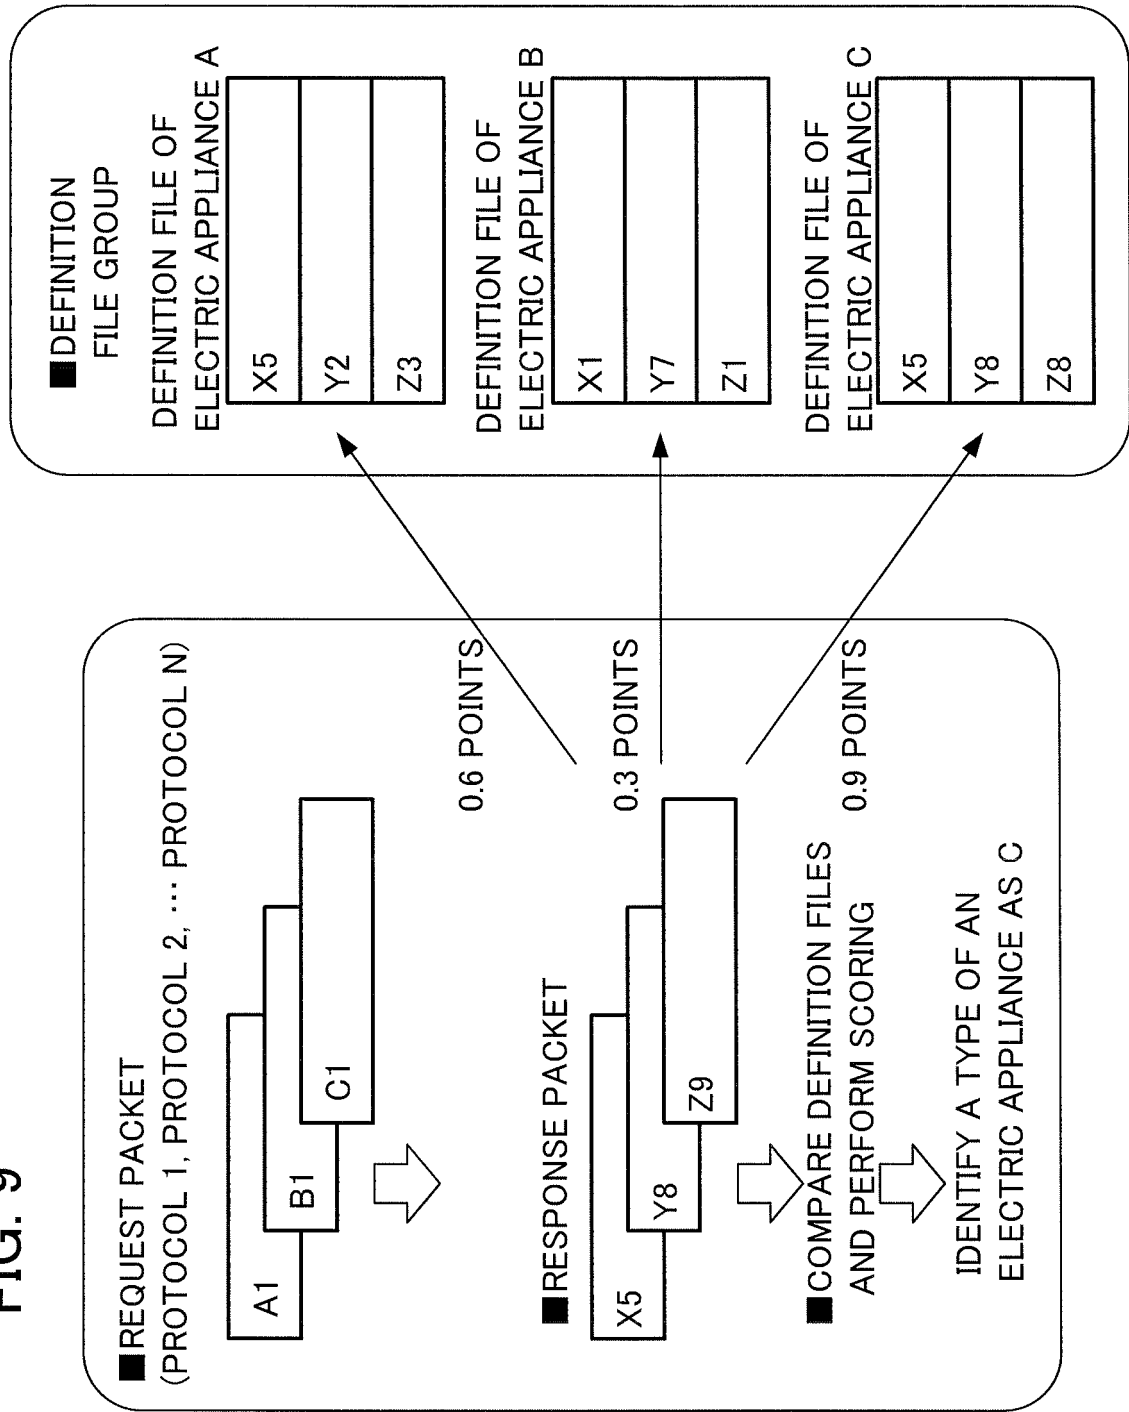 FIG. 9
■REQUEST PACKET
(PROTOCOL 1, PROTOCOL 2, ··· PROTOCOL N)
A1
B1
C1
■RESPONSE PACKET
X5
Y8
Z9
■COMPARE DEFINITION FILES
AND PERFORM SCORING
IDENTIFY A TYPE OF AN
ELECTRIC APPLIANCE AS C
0.6 POINTS
0.3 POINTS
0.9 POINTS
■DEFINITION
FILE GROUP
DEFINITION FILE OF
ELECTRIC APPLIANCE A
X5
Y2
Z3
DEFINITION FILE OF
ELECTRIC APPLIANCE B
X1
Y7
Z1
DEFINITION FILE OF
ELECTRIC APPLIANCE C
X5
Y8
Z8